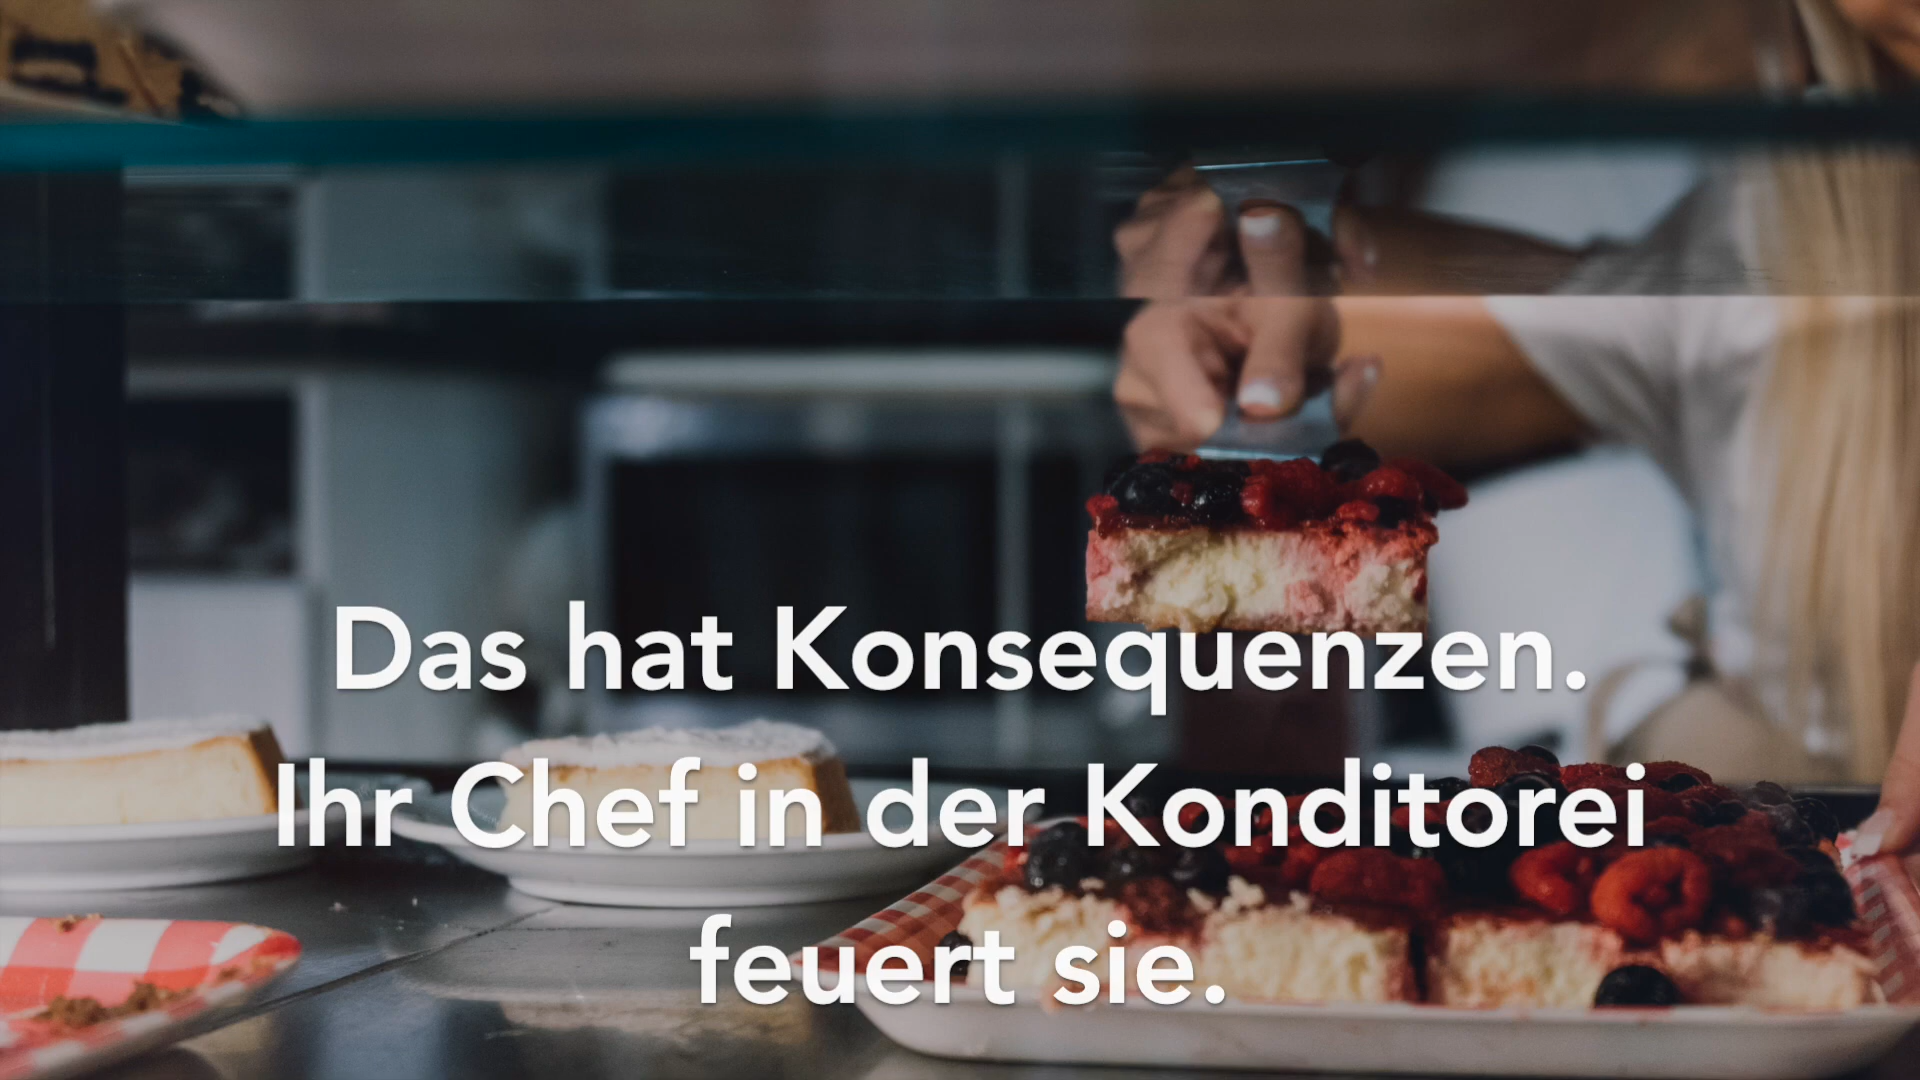 Das hat Konsequenzen.
Ihr Chef in der Konditorei
feuert sie.